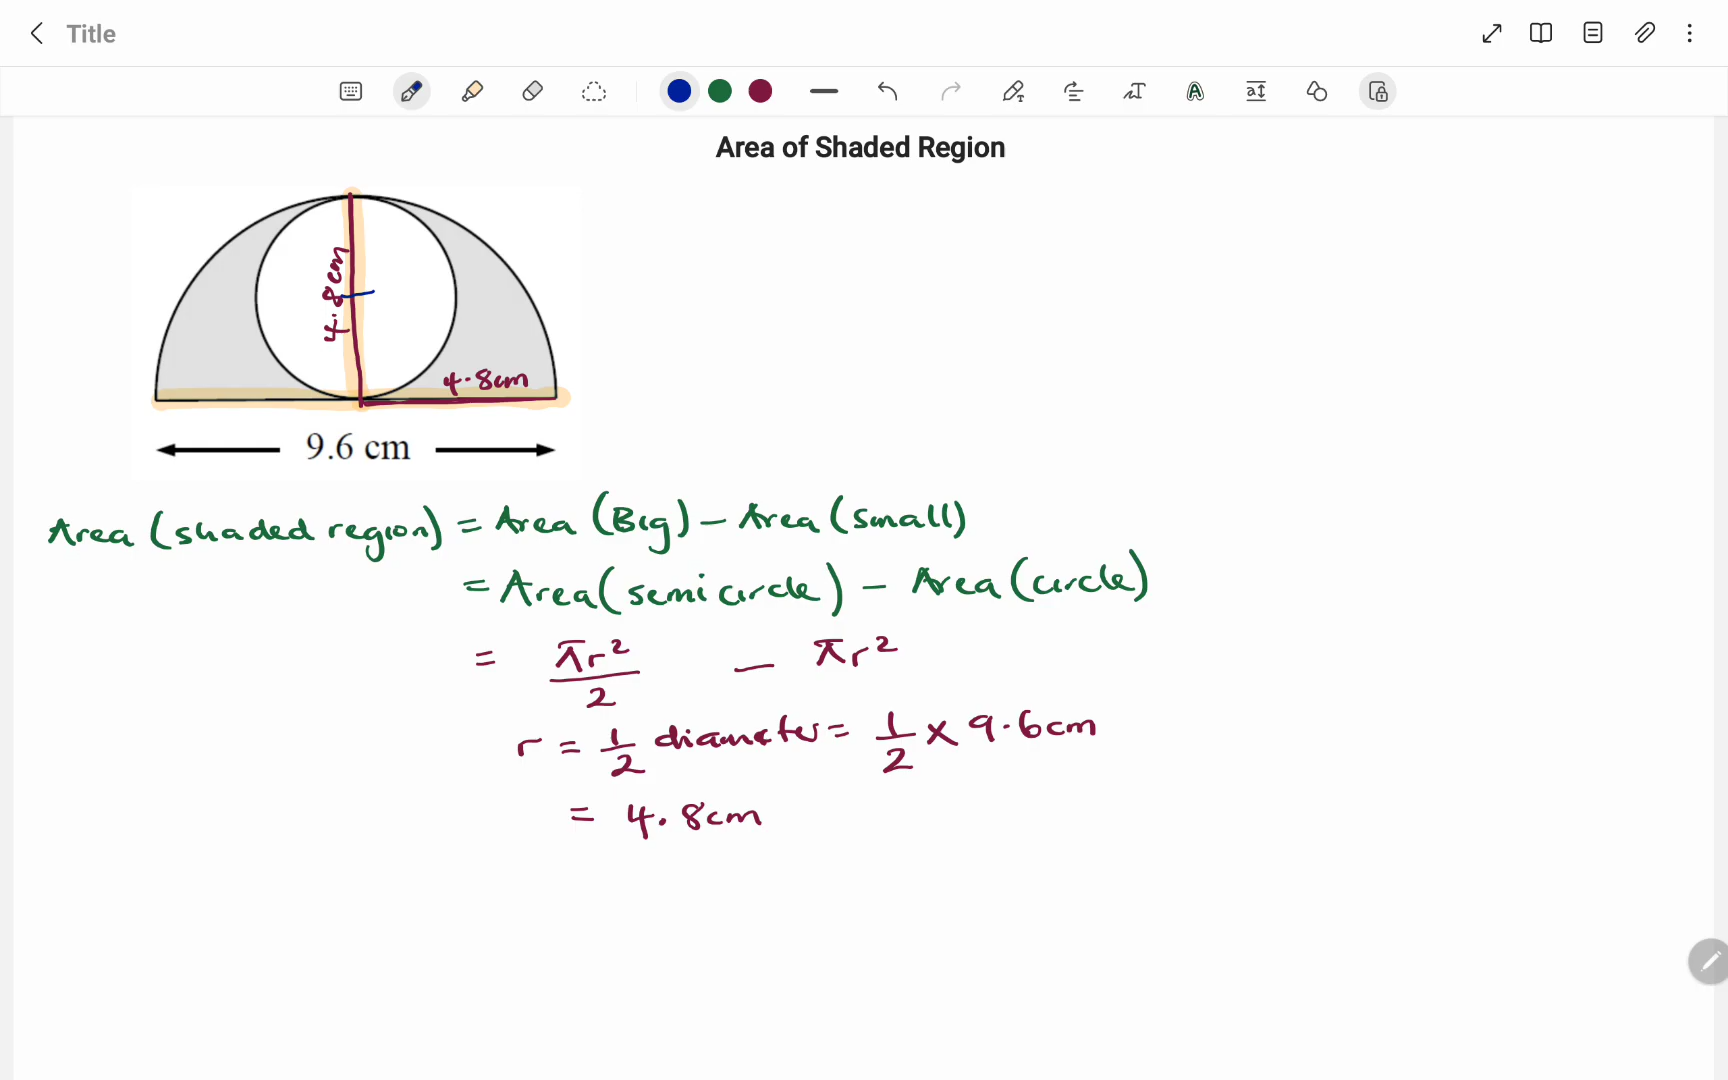 Title
Area of Shaded Region
4.8cm
4.8cm
9.6 cm
Area (shaded region) = Area (Big) - Area (small)
= Area (semi circle) - Area (circle)
= πr²/2 - πr²
r = 1/2 diameter = 1/2 × 9.6cm
= 4.8cm